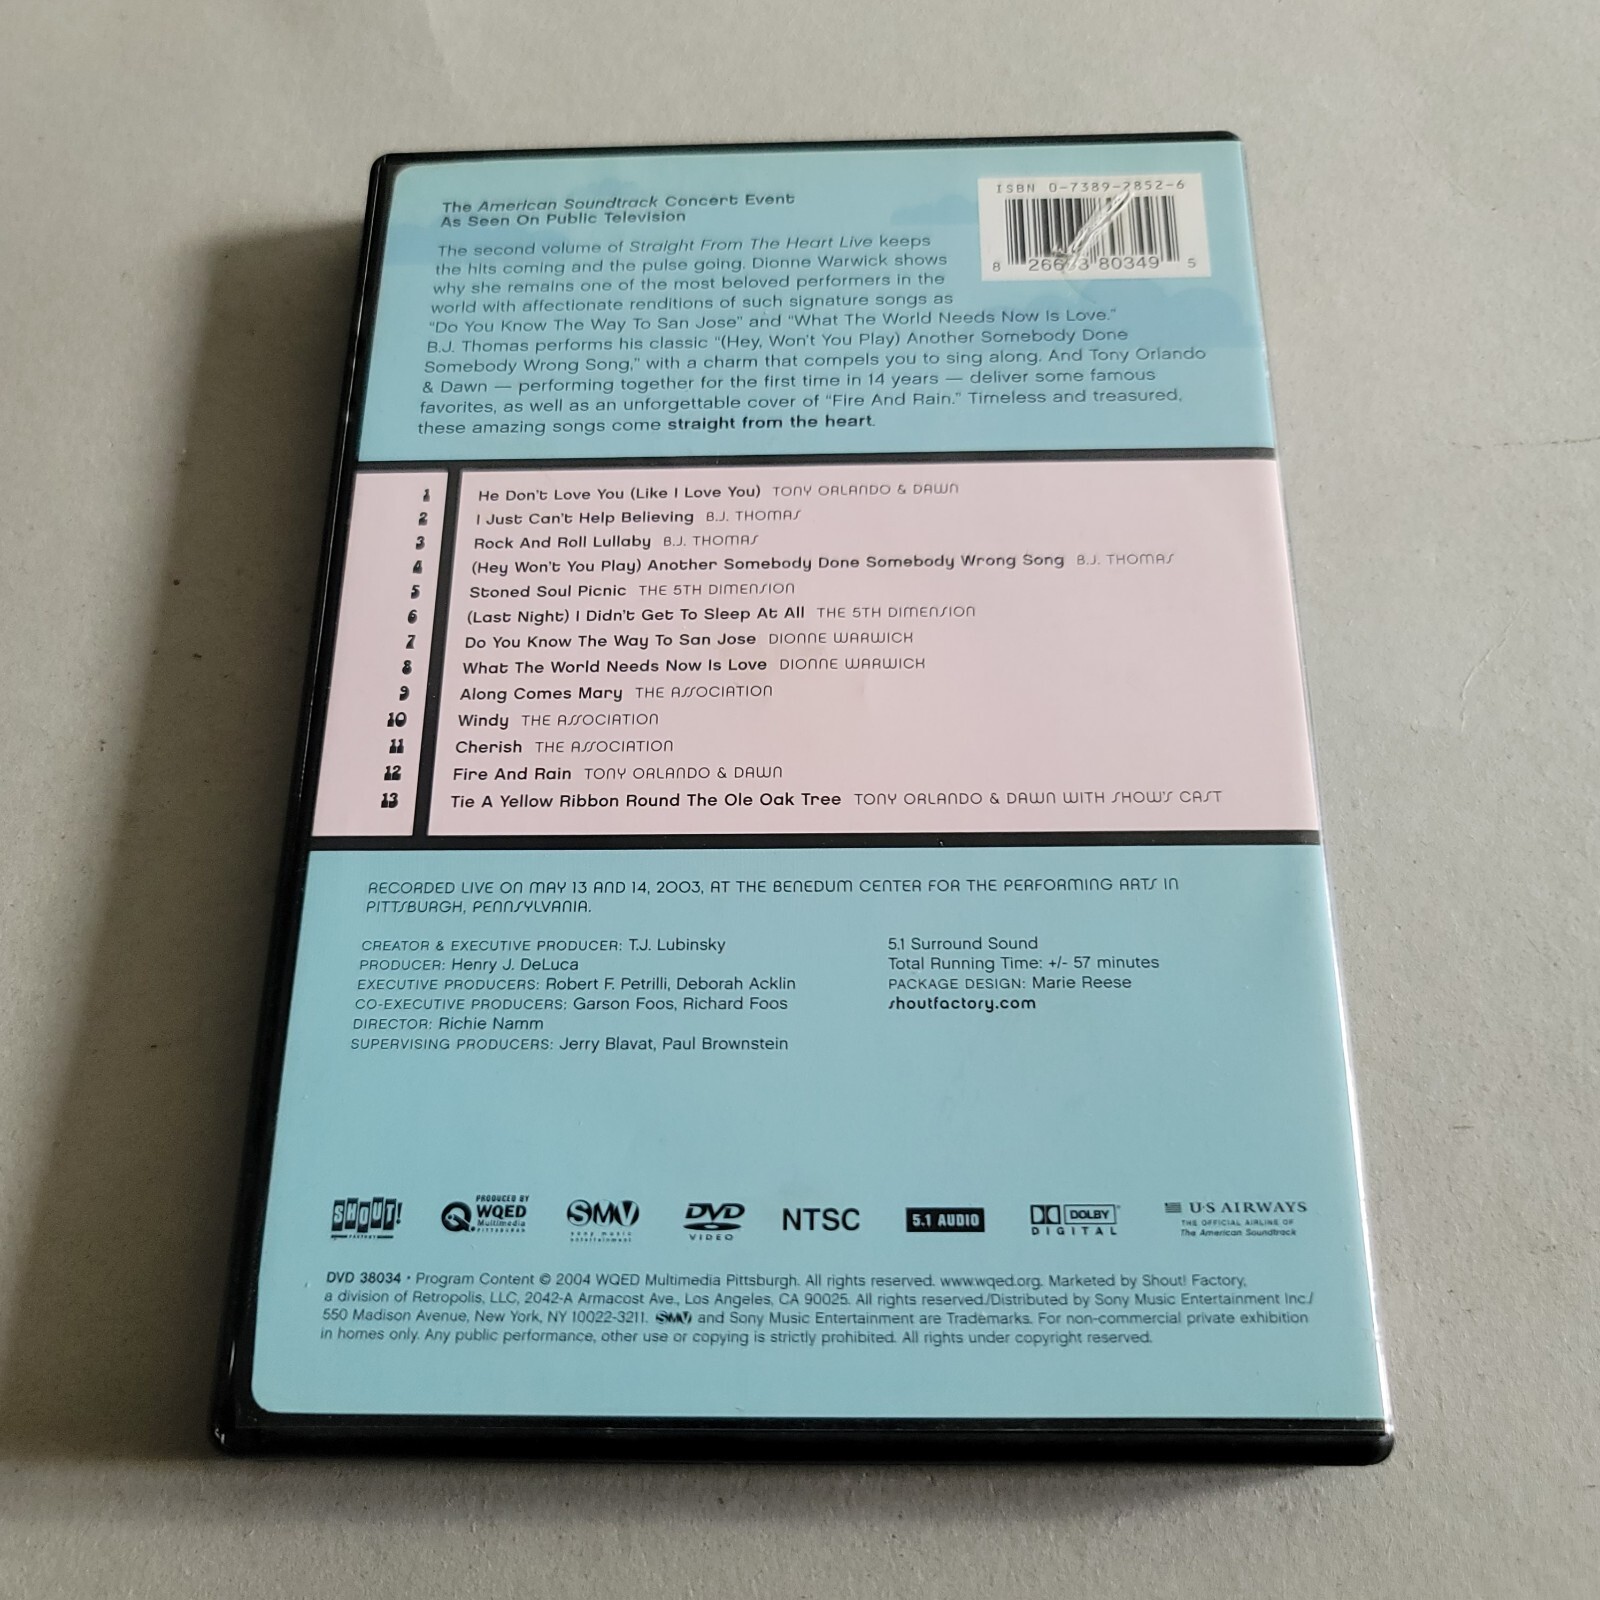 The American Soundtrack Concert Event
As Seen On Public Television
The second volume of Straight From The Heart Live keeps
the hits coming and the pulse going. Dionne Warwick shows
why she remains one of the most beloved performers in the
world with affectionate renditions of such signature songs as
"Do You Know The Way To San Jose" and "What The World Needs Now Is Love."
B.J. Thomas performs his classic "(Hey, Won't You Play) Another Somebody Done
Somebody Wrong Song," with a charm that compels you to sing along. And Tony Orlando
& Dawn — performing together for the first time in 14 years — deliver some famous
favorites, as well as an unforgettable cover of "Fire And Rain." Timeless and treasured,
these amazing songs come straight from the heart.
ISBN 0-7389-2852-6
8 26663 80349 5
1 He Don't Love You (Like I Love You) TONY ORLANDO & DAWN
2 I Just Can't Help Believing B.J. THOMAS
3 Rock And Roll Lullaby B.J. THOMAS
4 (Hey Won't You Play) Another Somebody Done Somebody Wrong Song B.J. THOMAS
5 Stoned Soul Picnic THE 5TH DIMENSION
6 (Last Night) I Didn't Get To Sleep At All THE 5TH DIMENSION
7 Do You Know The Way To San Jose DIONNE WARWICK
8 What The World Needs Now Is Love DIONNE WARWICK
9 Along Comes Mary THE ASSOCIATION
10 Windy THE ASSOCIATION
11 Cherish THE ASSOCIATION
12 Fire And Rain TONY ORLANDO & DAWN
13 Tie A Yellow Ribbon Round The Ole Oak Tree TONY ORLANDO & DAWN WITH SHOW'S CAST
RECORDED LIVE ON MAY 13 AND 14, 2003, AT THE BENEDUM CENTER FOR THE PERFORMING ARTS IN
PITTSBURGH, PENNSYLVANIA.
CREATOR & EXECUTIVE PRODUCER: T.J. Lubinsky
PRODUCER: Henry J. DeLuca
EXECUTIVE PRODUCERS: Robert F. Petrilli, Deborah Acklin
CO-EXECUTIVE PRODUCERS: Garson Foos, Richard Foos
DIRECTOR: Richie Namm
SUPERVISING PRODUCERS: Jerry Blavat, Paul Brownstein
5.1 Surround Sound
Total Running Time: +/- 57 minutes
PACKAGE DESIGN: Marie Reese
shoutfactory.com
SHOUT!
FACTORY
PRODUCED BY
WQED
Multimedia
PITTSBURGH
SMV
sony music
entertainment
DVD
VIDEO
NTSC
5.1 AUDIO
DOLBY
DIGITAL
U·S AIRWAYS
THE OFFICIAL AIRLINE OF
The American Soundtrack
DVD 38034 • Program Content © 2004 WQED Multimedia Pittsburgh. All rights reserved. www.wqed.org. Marketed by Shout! Factory,
a division of Retropolis, LLC, 2042-A Armacost Ave., Los Angeles, CA 90025. All rights reserved./Distributed by Sony Music Entertainment Inc./
550 Madison Avenue, New York, NY 10022-3211. SMV and Sony Music Entertainment are Trademarks. For non-commercial private exhibition
in homes only. Any public performance, other use or copying is strictly prohibited. All rights under copyright reserved.